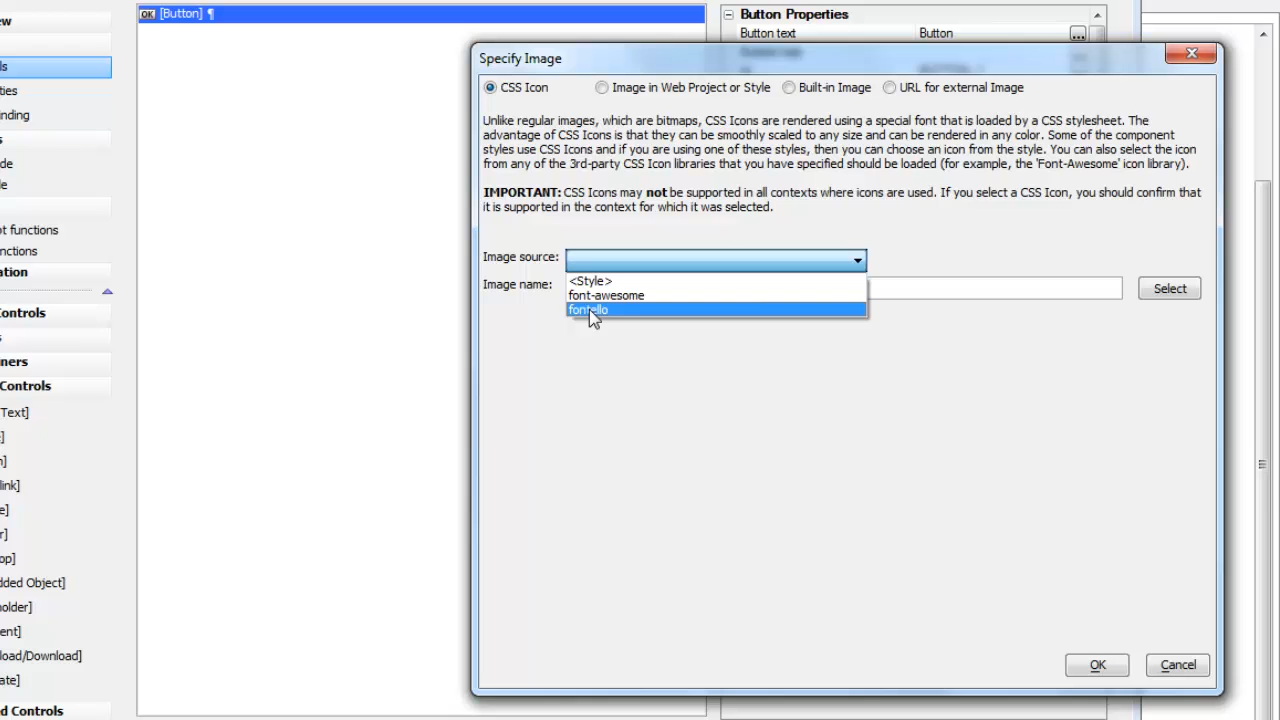 ew
OK [Button] ¶
Button Properties
Button text
Button
...
ls
ties
inding
s
de
le
t functions
nctions
ation
Controls
s
ners
Controls
Text]
e]
n]
link]
e]
r]
op]
dded Object]
holder]
ent]
load/Download]
ate]
d Controls
Specify Image
CSS Icon
Image in Web Project or Style
Built-in Image
URL for external Image
Unlike regular images, which are bitmaps, CSS Icons are rendered using a special font that is loaded by a CSS stylesheet. The
advantage of CSS Icons is that they can be smoothly scaled to any size and can be rendered in any color. Some of the component
styles use CSS Icons and if you are using one of these styles, then you can choose an icon from the style. You can also select the icon
from any of the 3rd-party CSS Icon libraries that you have specified should be loaded (for example, the 'Font-Awesome' icon library).
IMPORTANT: CSS Icons may not be supported in all contexts where icons are used. If you select a CSS Icon, you should confirm that
it is supported in the context for which it was selected.
Image source:
<Style>
font-awesome
fontello
Image name:
Select
OK
Cancel